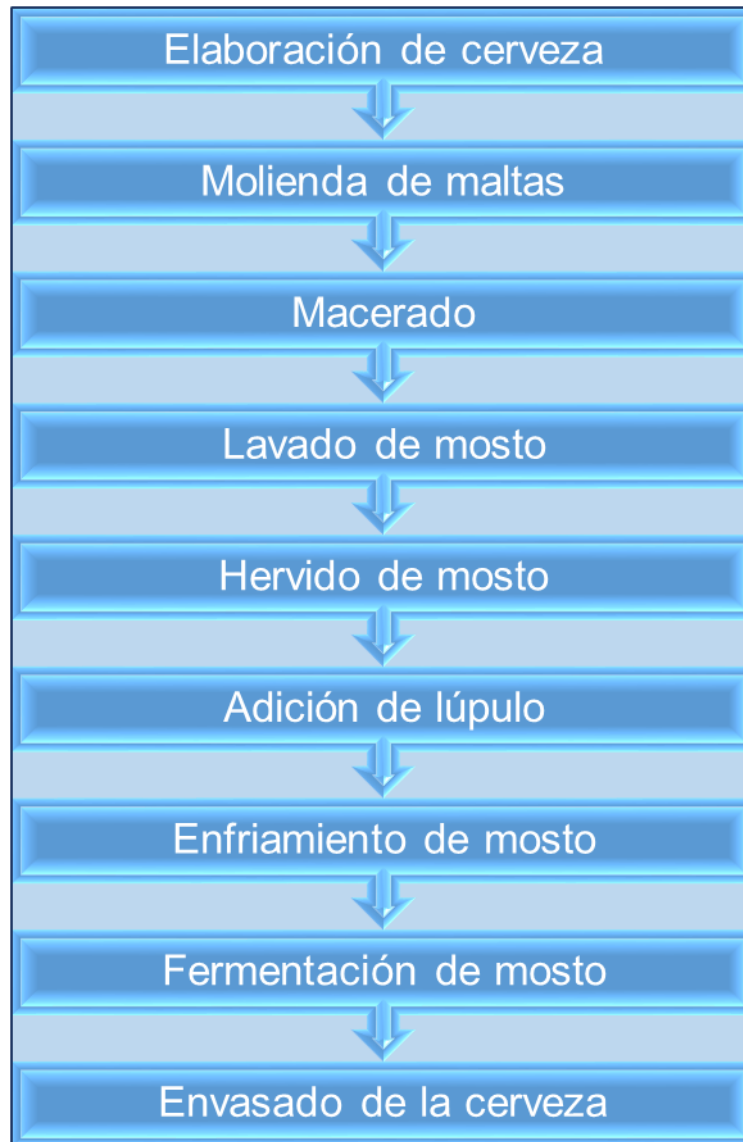 Elaboración de cerveza
Molienda de maltas
Macerado
Lavado de mosto
Hervido de mosto
Adición de lúpulo
Enfriamiento de mosto
Fermentación de mosto
Envasado de la cerveza